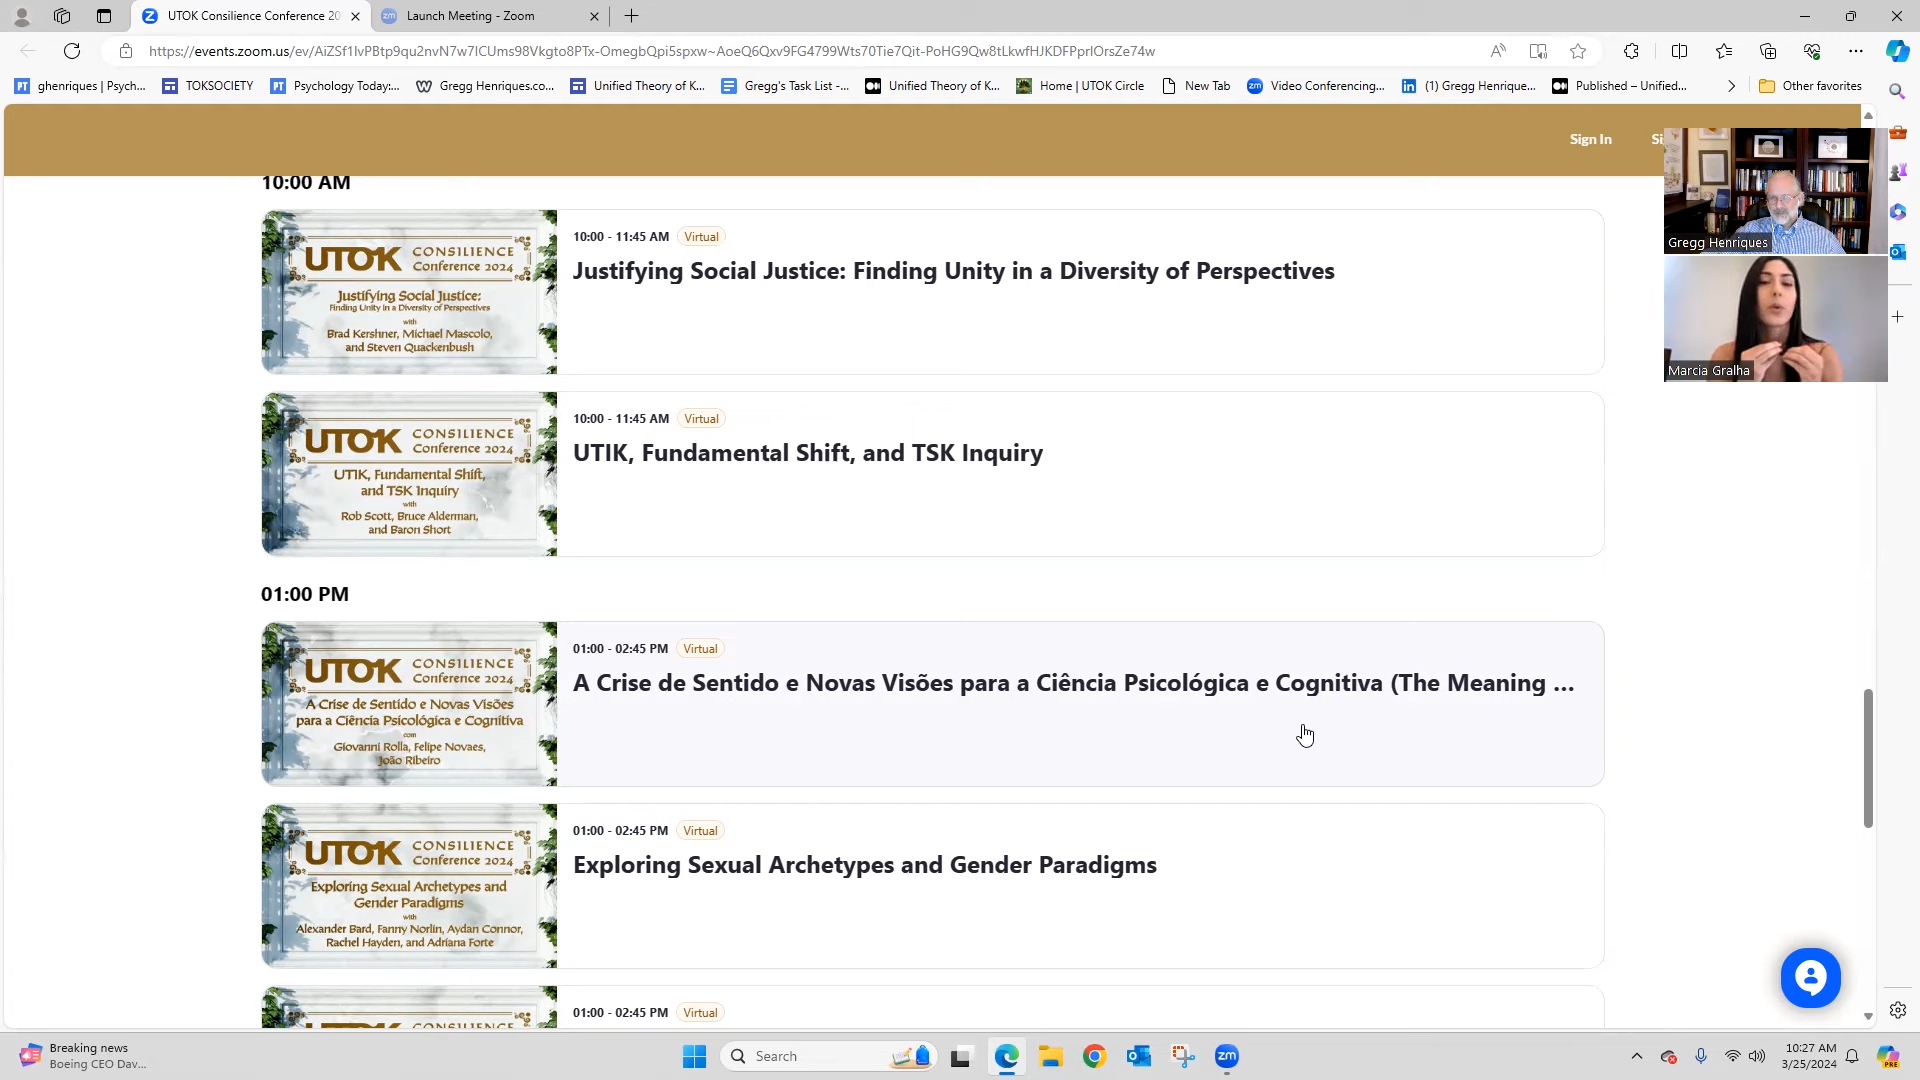 UTOK Consilience Conference 20
Launch Meeting - Zoom
https://events.zoom.us/ev/AiZSf1lvPBtp9qu2nvN7w7lCUms98Vkgto8PTx-OmegbQpi5spxw~AoeQ6Qxv9FG4799Wts70Tie7Qit-PoHG9Qw8tLkwfHJKDFPprIOrsZe74w
ghenriques | Psych...
TOKSOCIETY
Psychology Today:...
Gregg Henriques.co...
Unified Theory of K...
Gregg's Task List -...
Unified Theory of K...
Home | UTOK Circle
New Tab
Video Conferencing...
(1) Gregg Henrique...
Published – Unified...
Other favorites
Sign In
Si
Gregg Henriques
Marcia Gralha
10:00 AM
UTOK CONSILIENCE
Conference 2024
Justifying Social Justice:
Finding Unity in a Diversity of Perspectives
with
Brad Kershner, Michael Mascolo,
and Steven Quackenbush
10:00 - 11:45 AM Virtual
Justifying Social Justice: Finding Unity in a Diversity of Perspectives
UTOK CONSILIENCE
Conference 2024
UTIK, Fundamental Shift,
and TSK Inquiry
with
Rob Scott, Bruce Alderman,
and Baron Short
10:00 - 11:45 AM Virtual
UTIK, Fundamental Shift, and TSK Inquiry
01:00 PM
UTOK CONSILIENCE
Conference 2024
A Crise de Sentido e Novas Visões
para a Ciência Psicológica e Cognitiva
com
Giovanni Rolla, Felipe Novaes,
João Ribeiro
01:00 - 02:45 PM Virtual
A Crise de Sentido e Novas Visões para a Ciência Psicológica e Cognitiva (The Meaning ...
UTOK CONSILIENCE
Conference 2024
Exploring Sexual Archetypes and
Gender Paradigms
with
Alexander Bard, Fanny Norlin, Aydan Connor,
Rachel Hayden, and Adriana Forte
01:00 - 02:45 PM Virtual
Exploring Sexual Archetypes and Gender Paradigms
UTOK CONSILIENCE
01:00 - 02:45 PM Virtual
Breaking news
Boeing CEO Dav...
Search
10:27 AM
3/25/2024